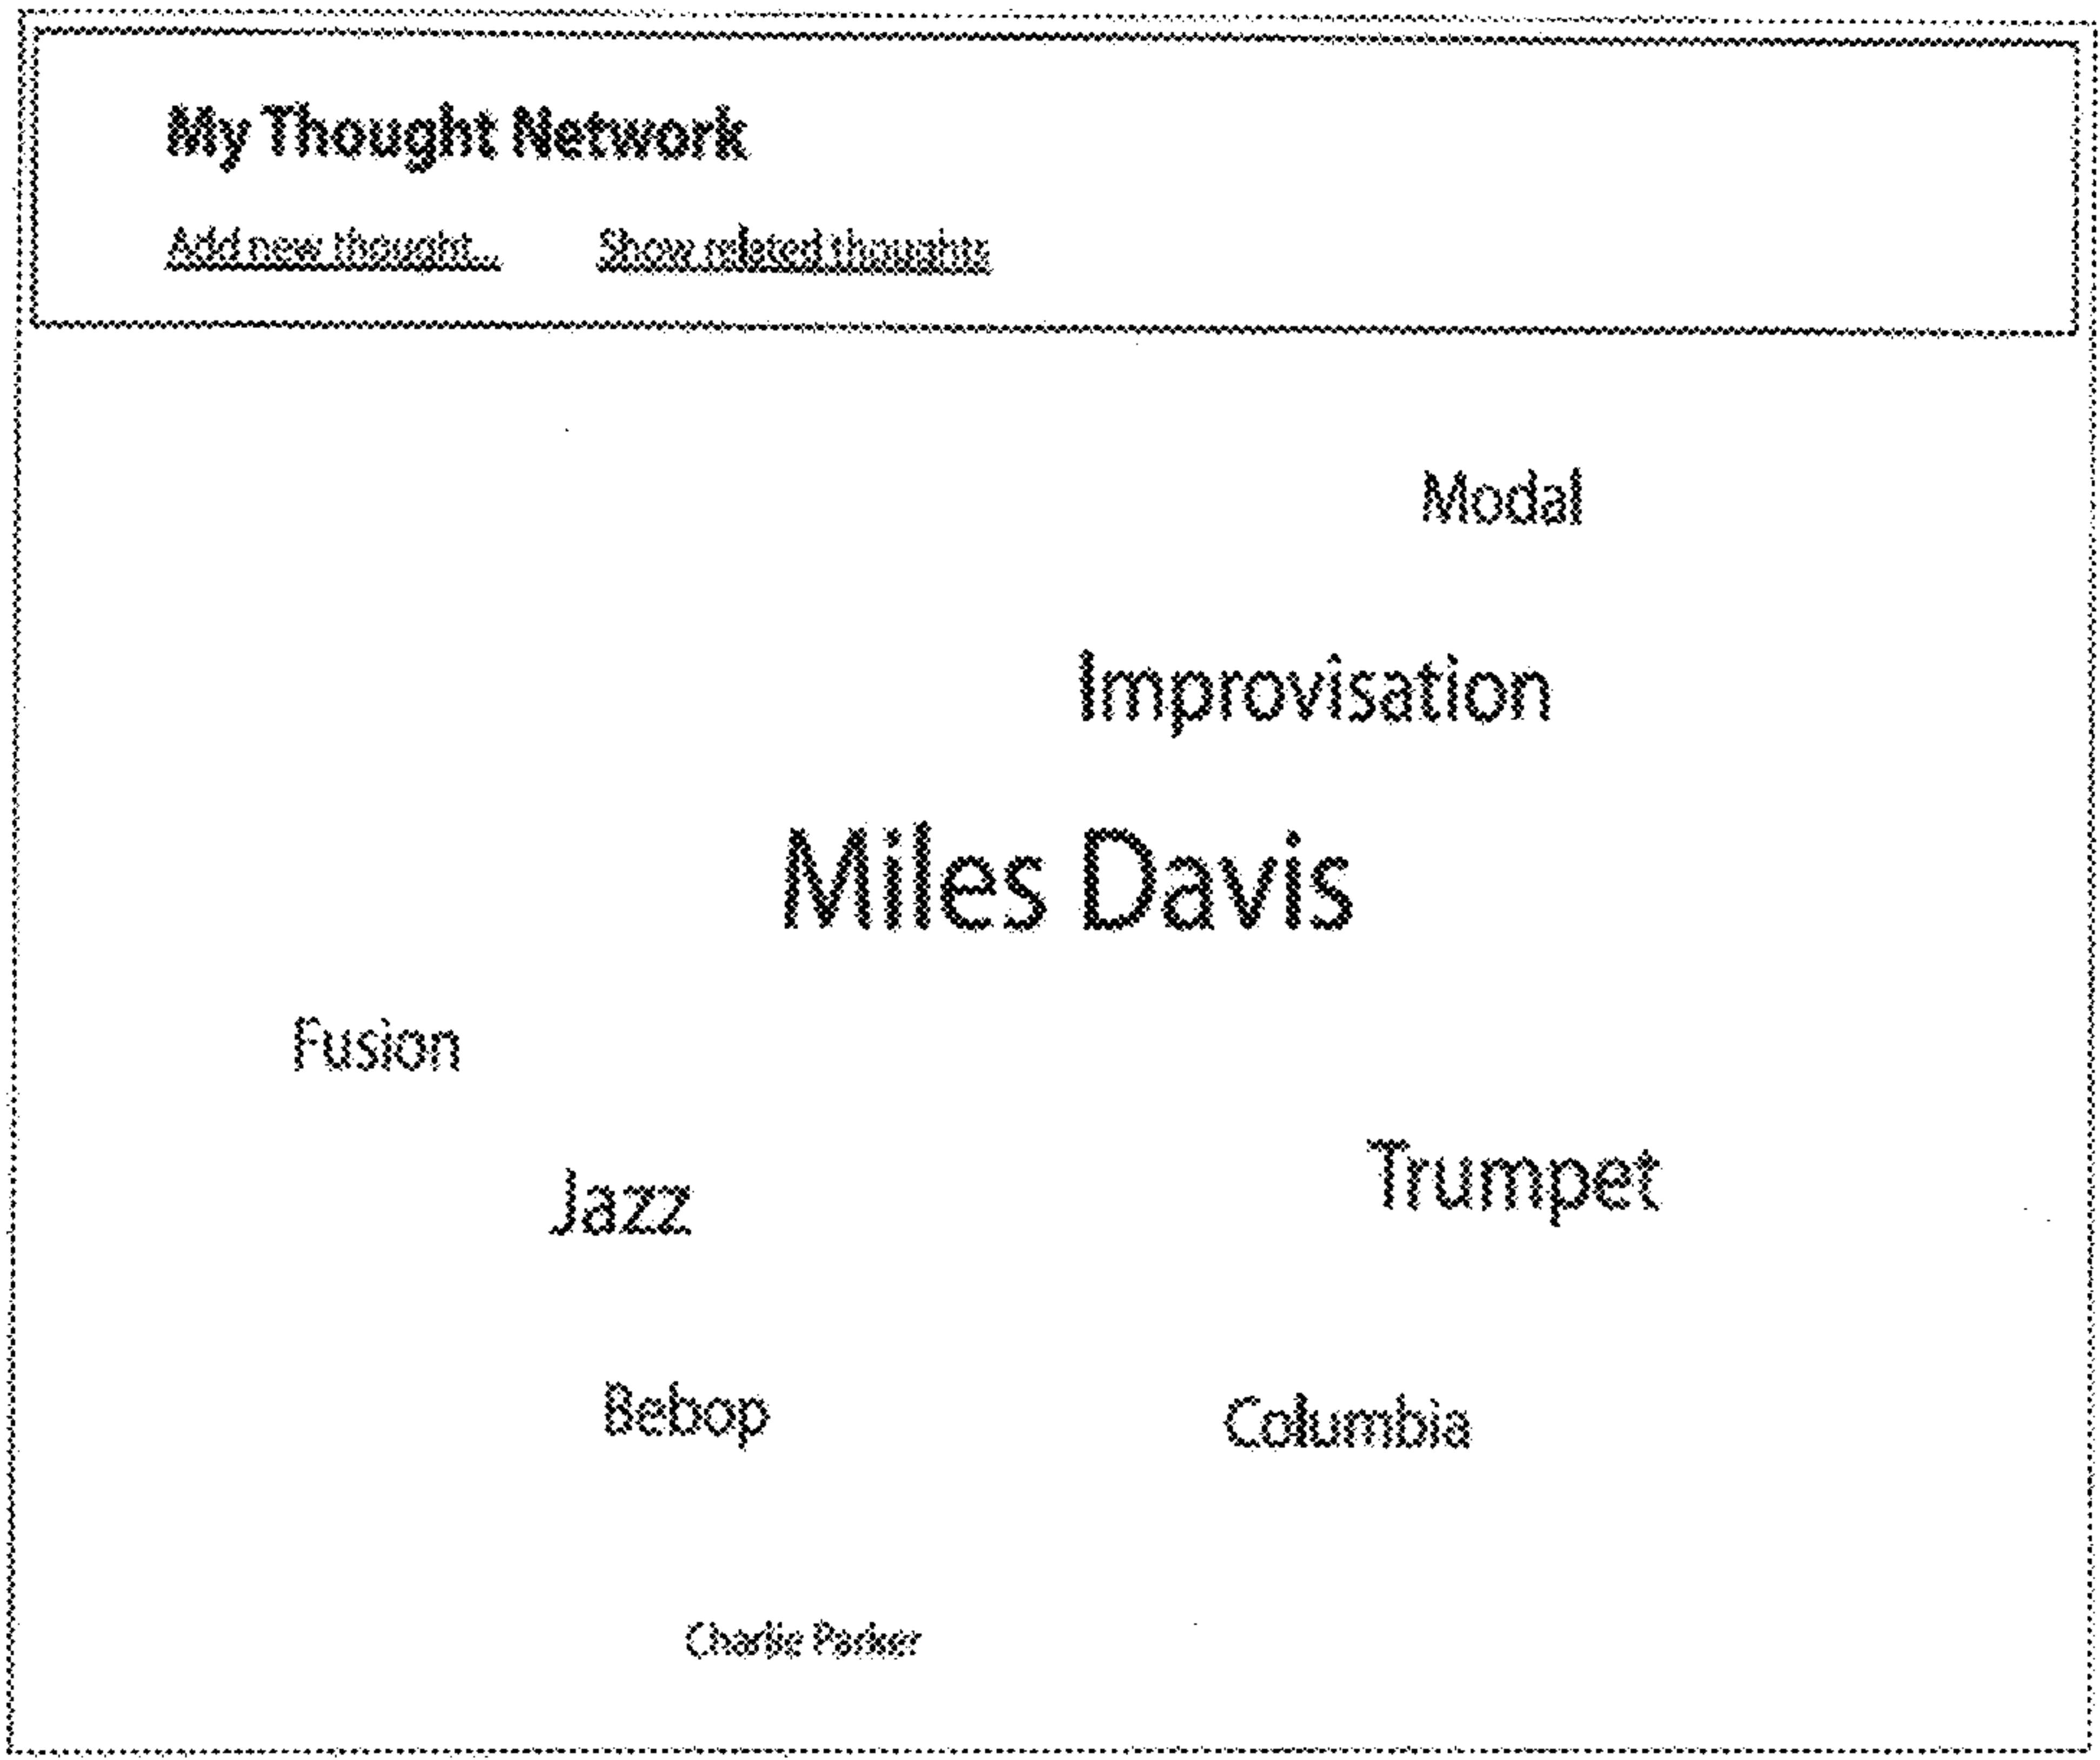 My Thought Network
Add new thought... Show related thoughts
Modal
Improvisation
Miles Davis
Fusion
Trumpet
Jazz
Bebop
Columbia
Charlie Parker